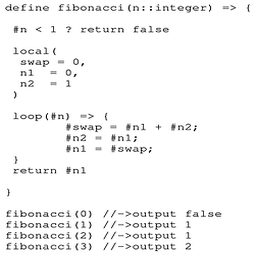 define fibonacci(n::integer) => {
#n < 1 ? return false
local(
swap = 0,
n1 = 0,
n2 = 1
)
loop(#n) => {
#swap = #n1 + #n2;
#n2 = #n1;
#n1 = #swap;
}
return #n1
}
fibonacci(0) //->output false
fibonacci(1) //->output 1
fibonacci(2) //->output 1
fibonacci(3) //->output 2